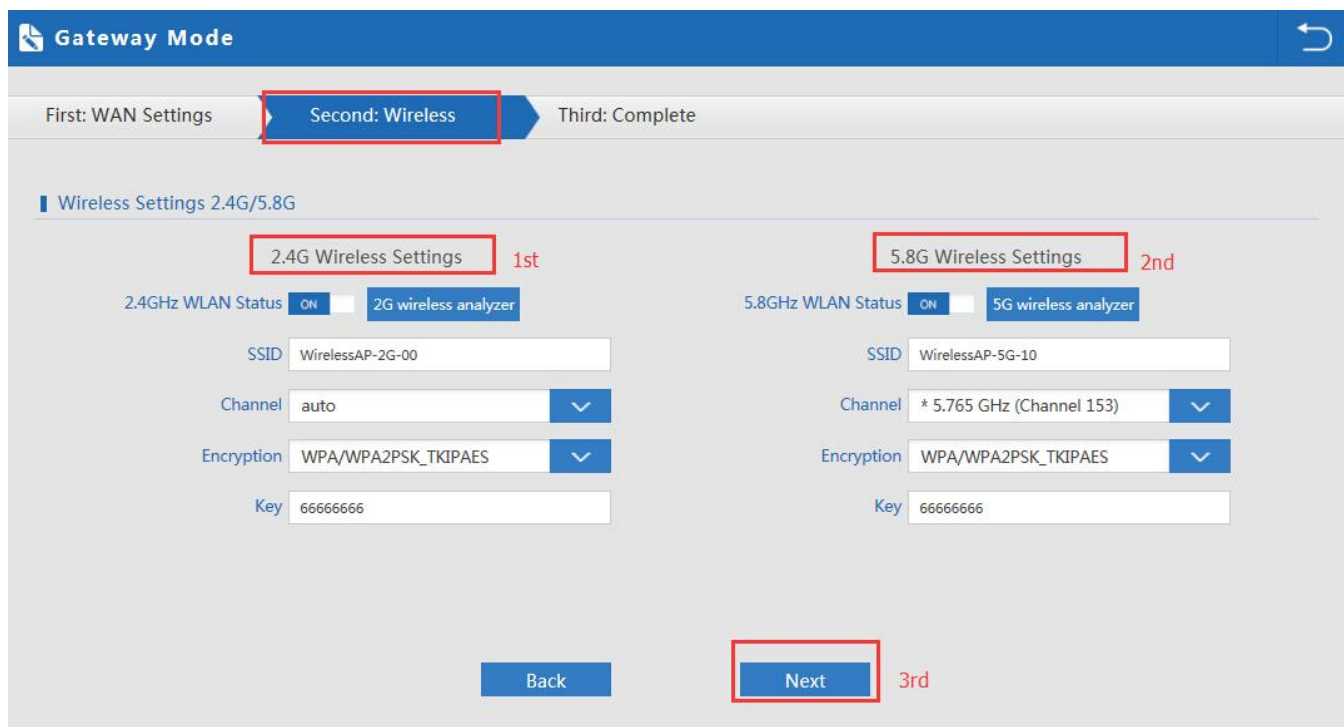 Gateway Mode
First: WAN Settings Second: Wireless Third: Complete
Wireless Settings 2.4G/5.8G
2.4G Wireless Settings 1st
2.4GHz WLAN Status ON 2G wireless analyzer
SSID WirelessAP-2G-00
Channel auto
Encryption WPA/WPA2PSK_TKIPAES
Key 66666666
5.8G Wireless Settings 2nd
5.8GHz WLAN Status ON 5G wireless analyzer
SSID WirelessAP-5G-10
Channel * 5.765 GHz (Channel 153)
Encryption WPA/WPA2PSK_TKIPAES
Key 66666666
Back Next 3rd